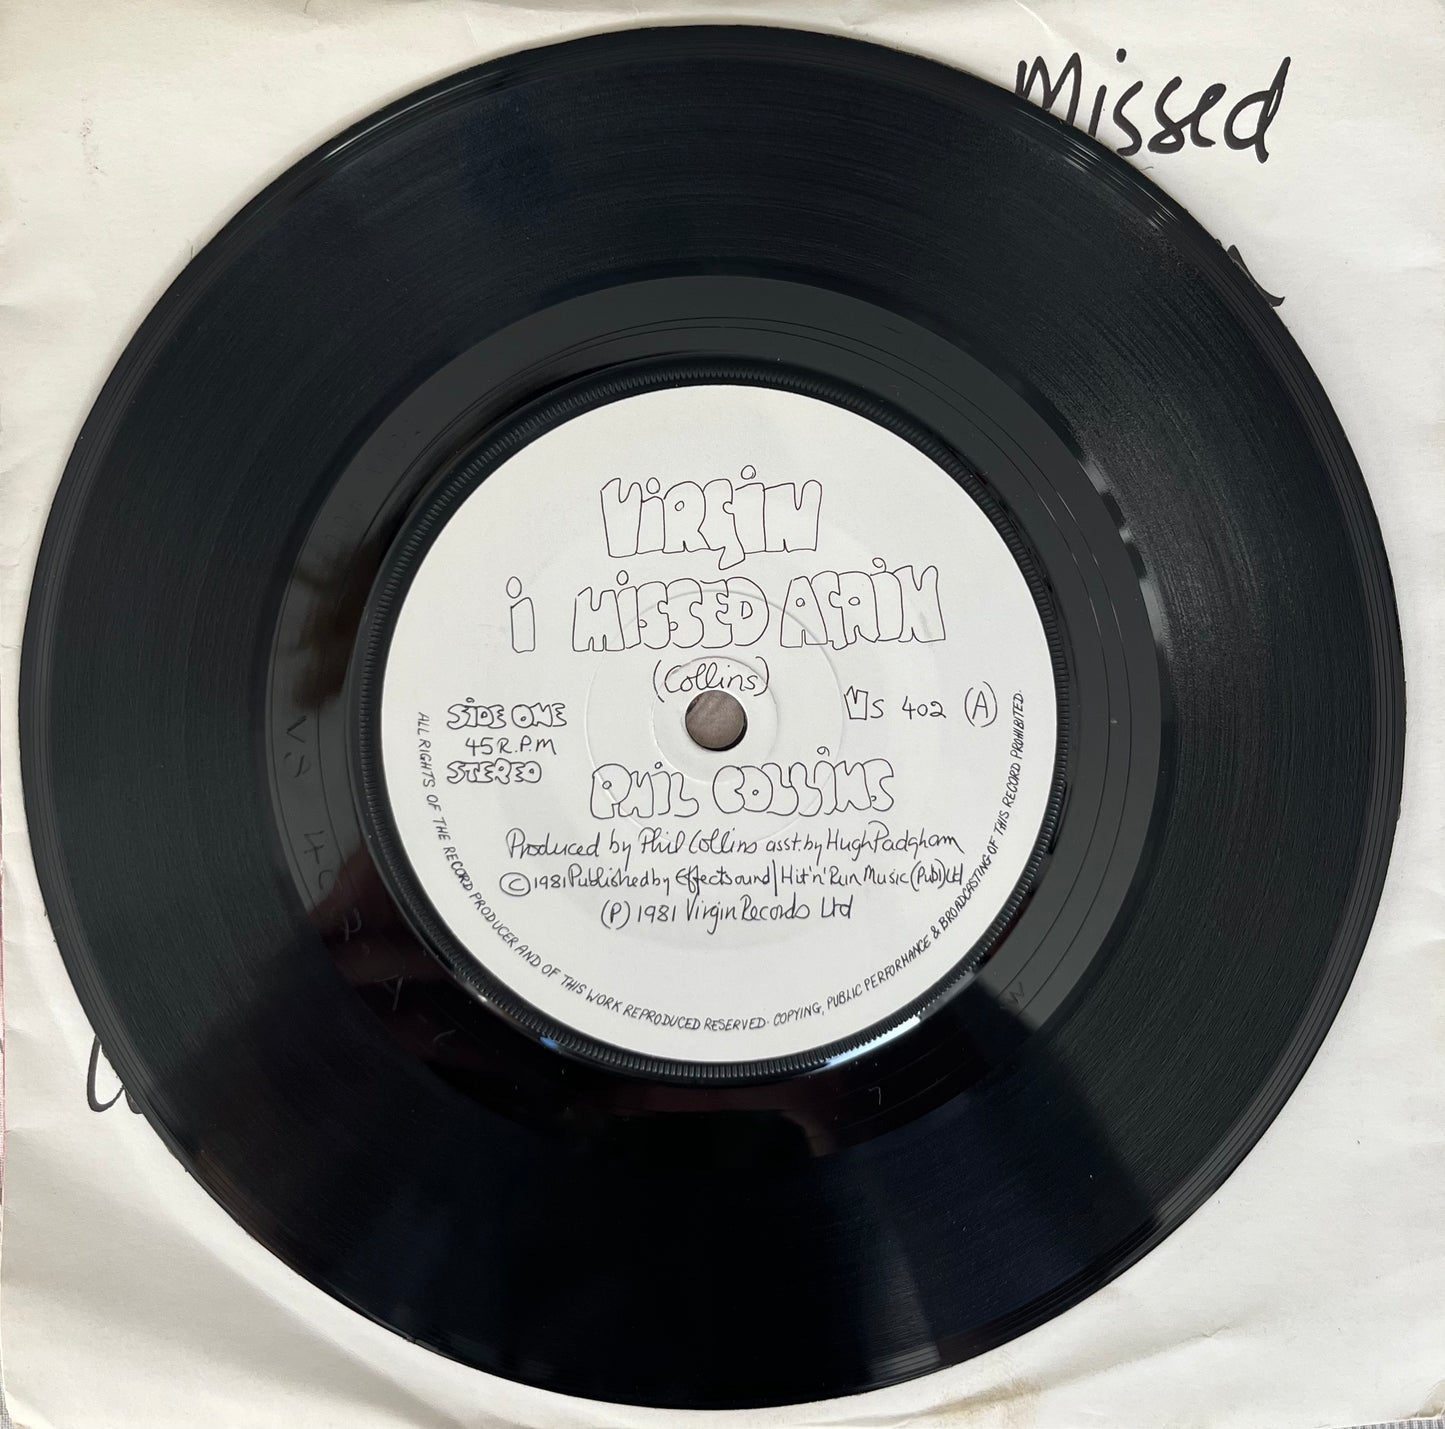 Missed
VIRGIN
i MISSED AGAIN
(Collins)
SIDE ONE
45 R.P.M
STEREO
VS 402 (A)
PHIL COLLINS
Produced by Phil Collins asst. by Hugh Padgham
© 1981 Published by Effectsound/Hit'n'Run Music (Publ) Ltd
(P) 1981 Virgin Records Ltd
ALL RIGHTS OF THE RECORD PRODUCER AND OF THIS WORK REPRODUCED RESERVED · COPYING, PUBLIC PERFORMANCE & BROADCASTING OF THIS RECORD PROHIBITED.